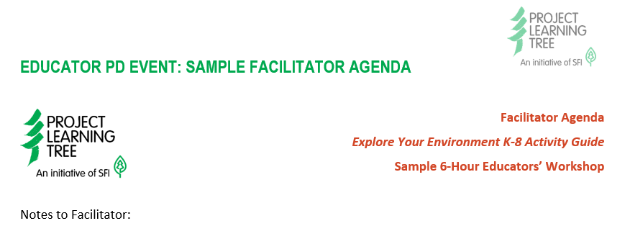 PROJECT
LEARNING
TREE
An initiative of SFI
EDUCATOR PD EVENT: SAMPLE FACILITATOR AGENDA
PROJECT
LEARNING
TREE
An initiative of SFI
Facilitator Agenda
Explore Your Environment K-8 Activity Guide
Sample 6-Hour Educators’ Workshop
Notes to Facilitator: